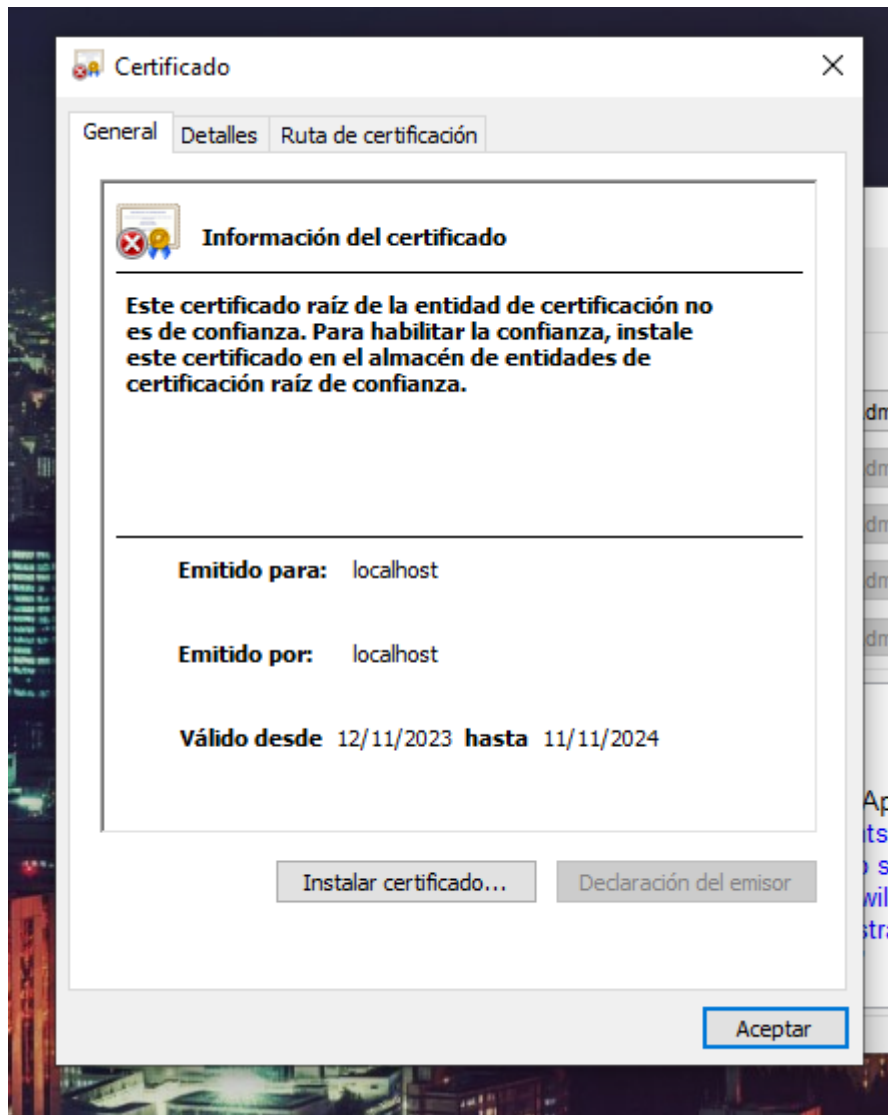 Certificado
General Detalles Ruta de certificación
Información del certificado
Este certificado raíz de la entidad de certificación no
es de confianza. Para habilitar la confianza, instale
este certificado en el almacén de entidades de
certificación raíz de confianza.
Emitido para: localhost
Emitido por: localhost
Válido desde 12/11/2023 hasta 11/11/2024
Instalar certificado... Declaración del emisor
Aceptar